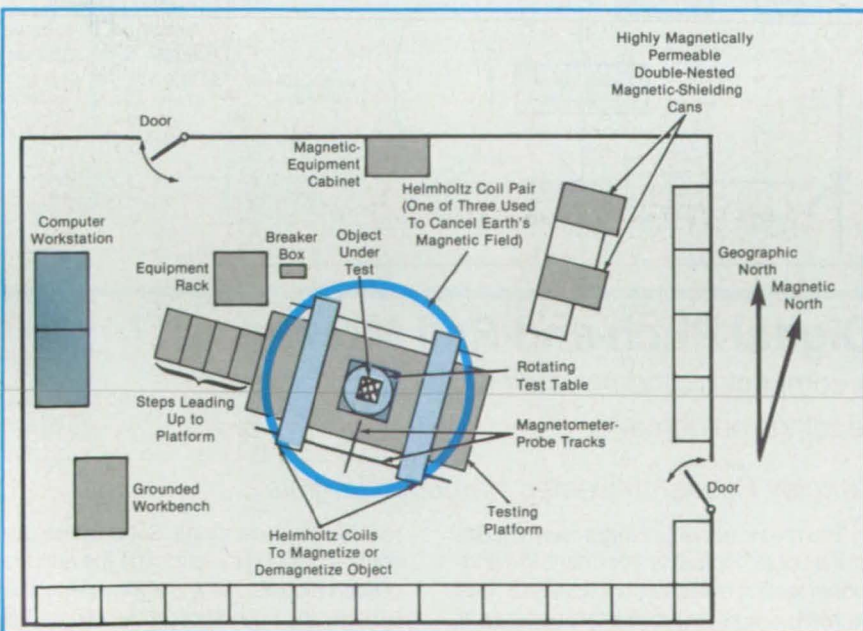 Highly Magnetically
Permeable
Double-Nested
Magnetic-Shielding
Cans
Door
Magnetic-
Equipment
Cabinet
Helmholtz Coil Pair
(One of Three Used
To Cancel Earth's
Magnetic Field)
Computer
Workstation
Breaker
Box
Object
Under
Test
Equipment
Rack
Geographic
North
Magnetic
North
Rotating
Test Table
Steps Leading
Up to
Platform
Magnetometer-
Probe Tracks
Grounded
Workbench
Testing
Platform
Door
Helmholtz Coils
To Magnetize or
Demagnetize Object